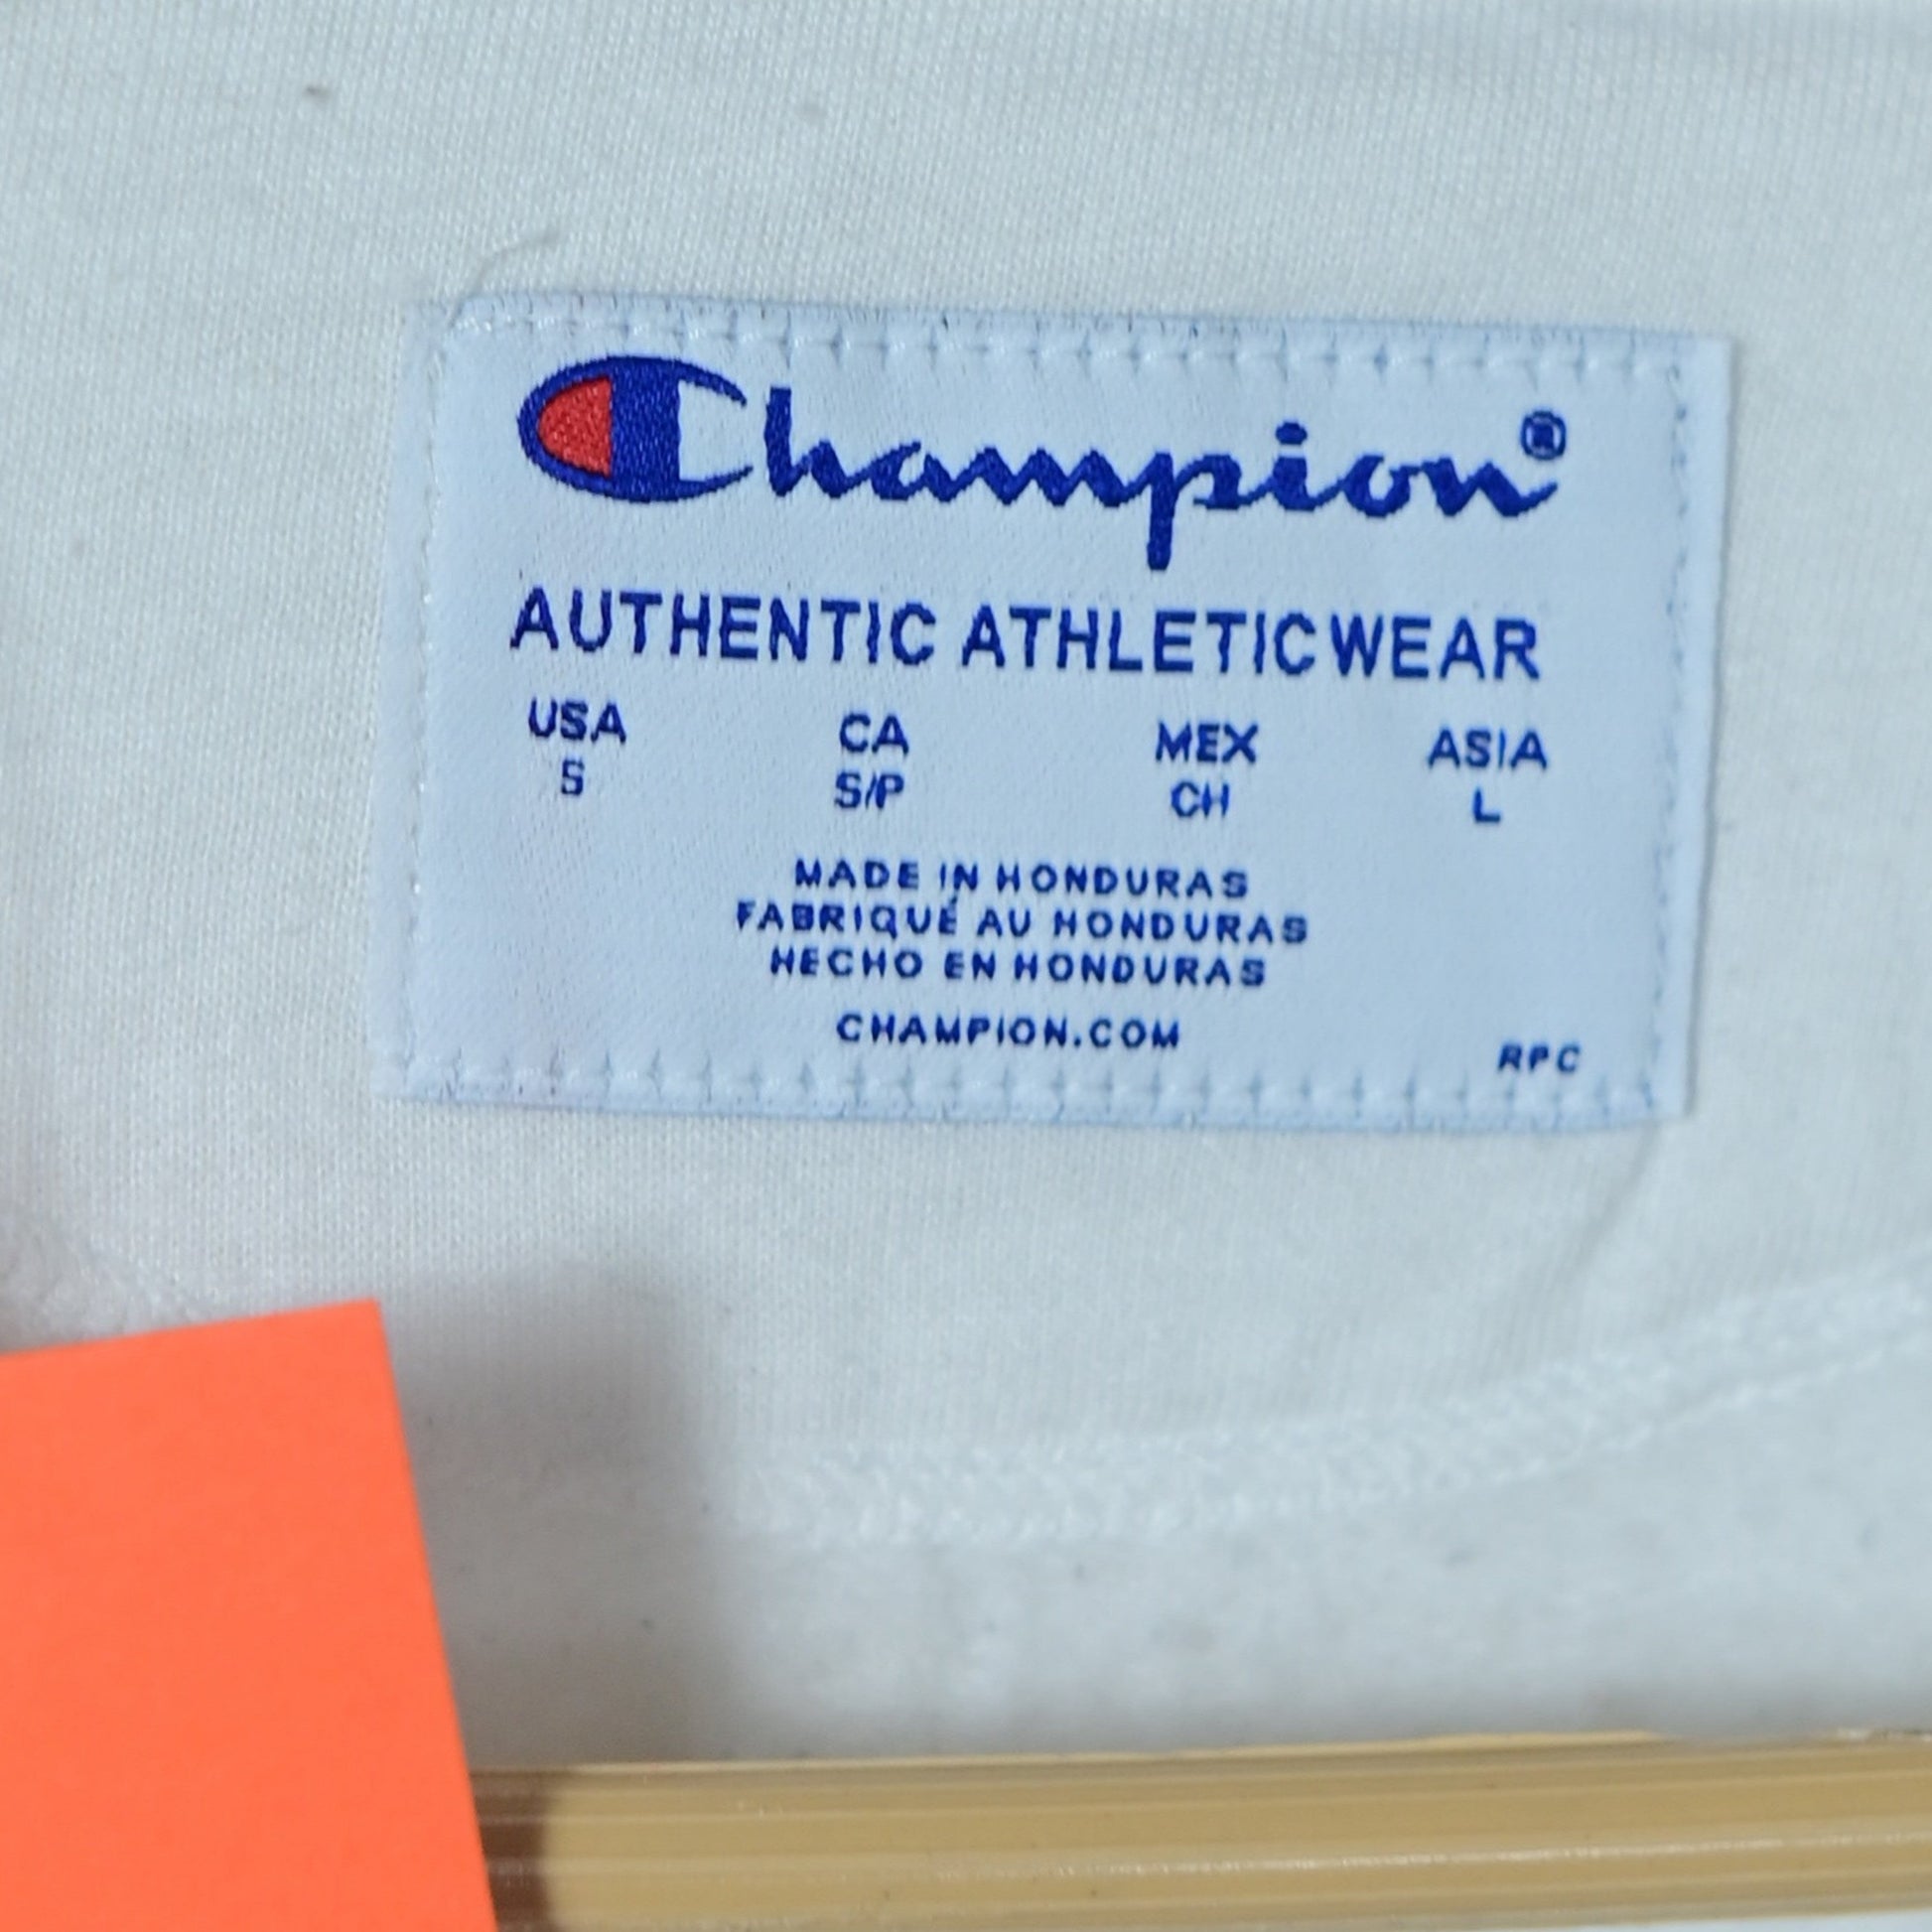 Champion®
AUTHENTIC ATHLETICWEAR
USA CA MEX ASIA
S S/P CH L
MADE IN HONDURAS
FABRIQUÉ AU HONDURAS
HECHO EN HONDURAS
CHAMPION.COM
RPC